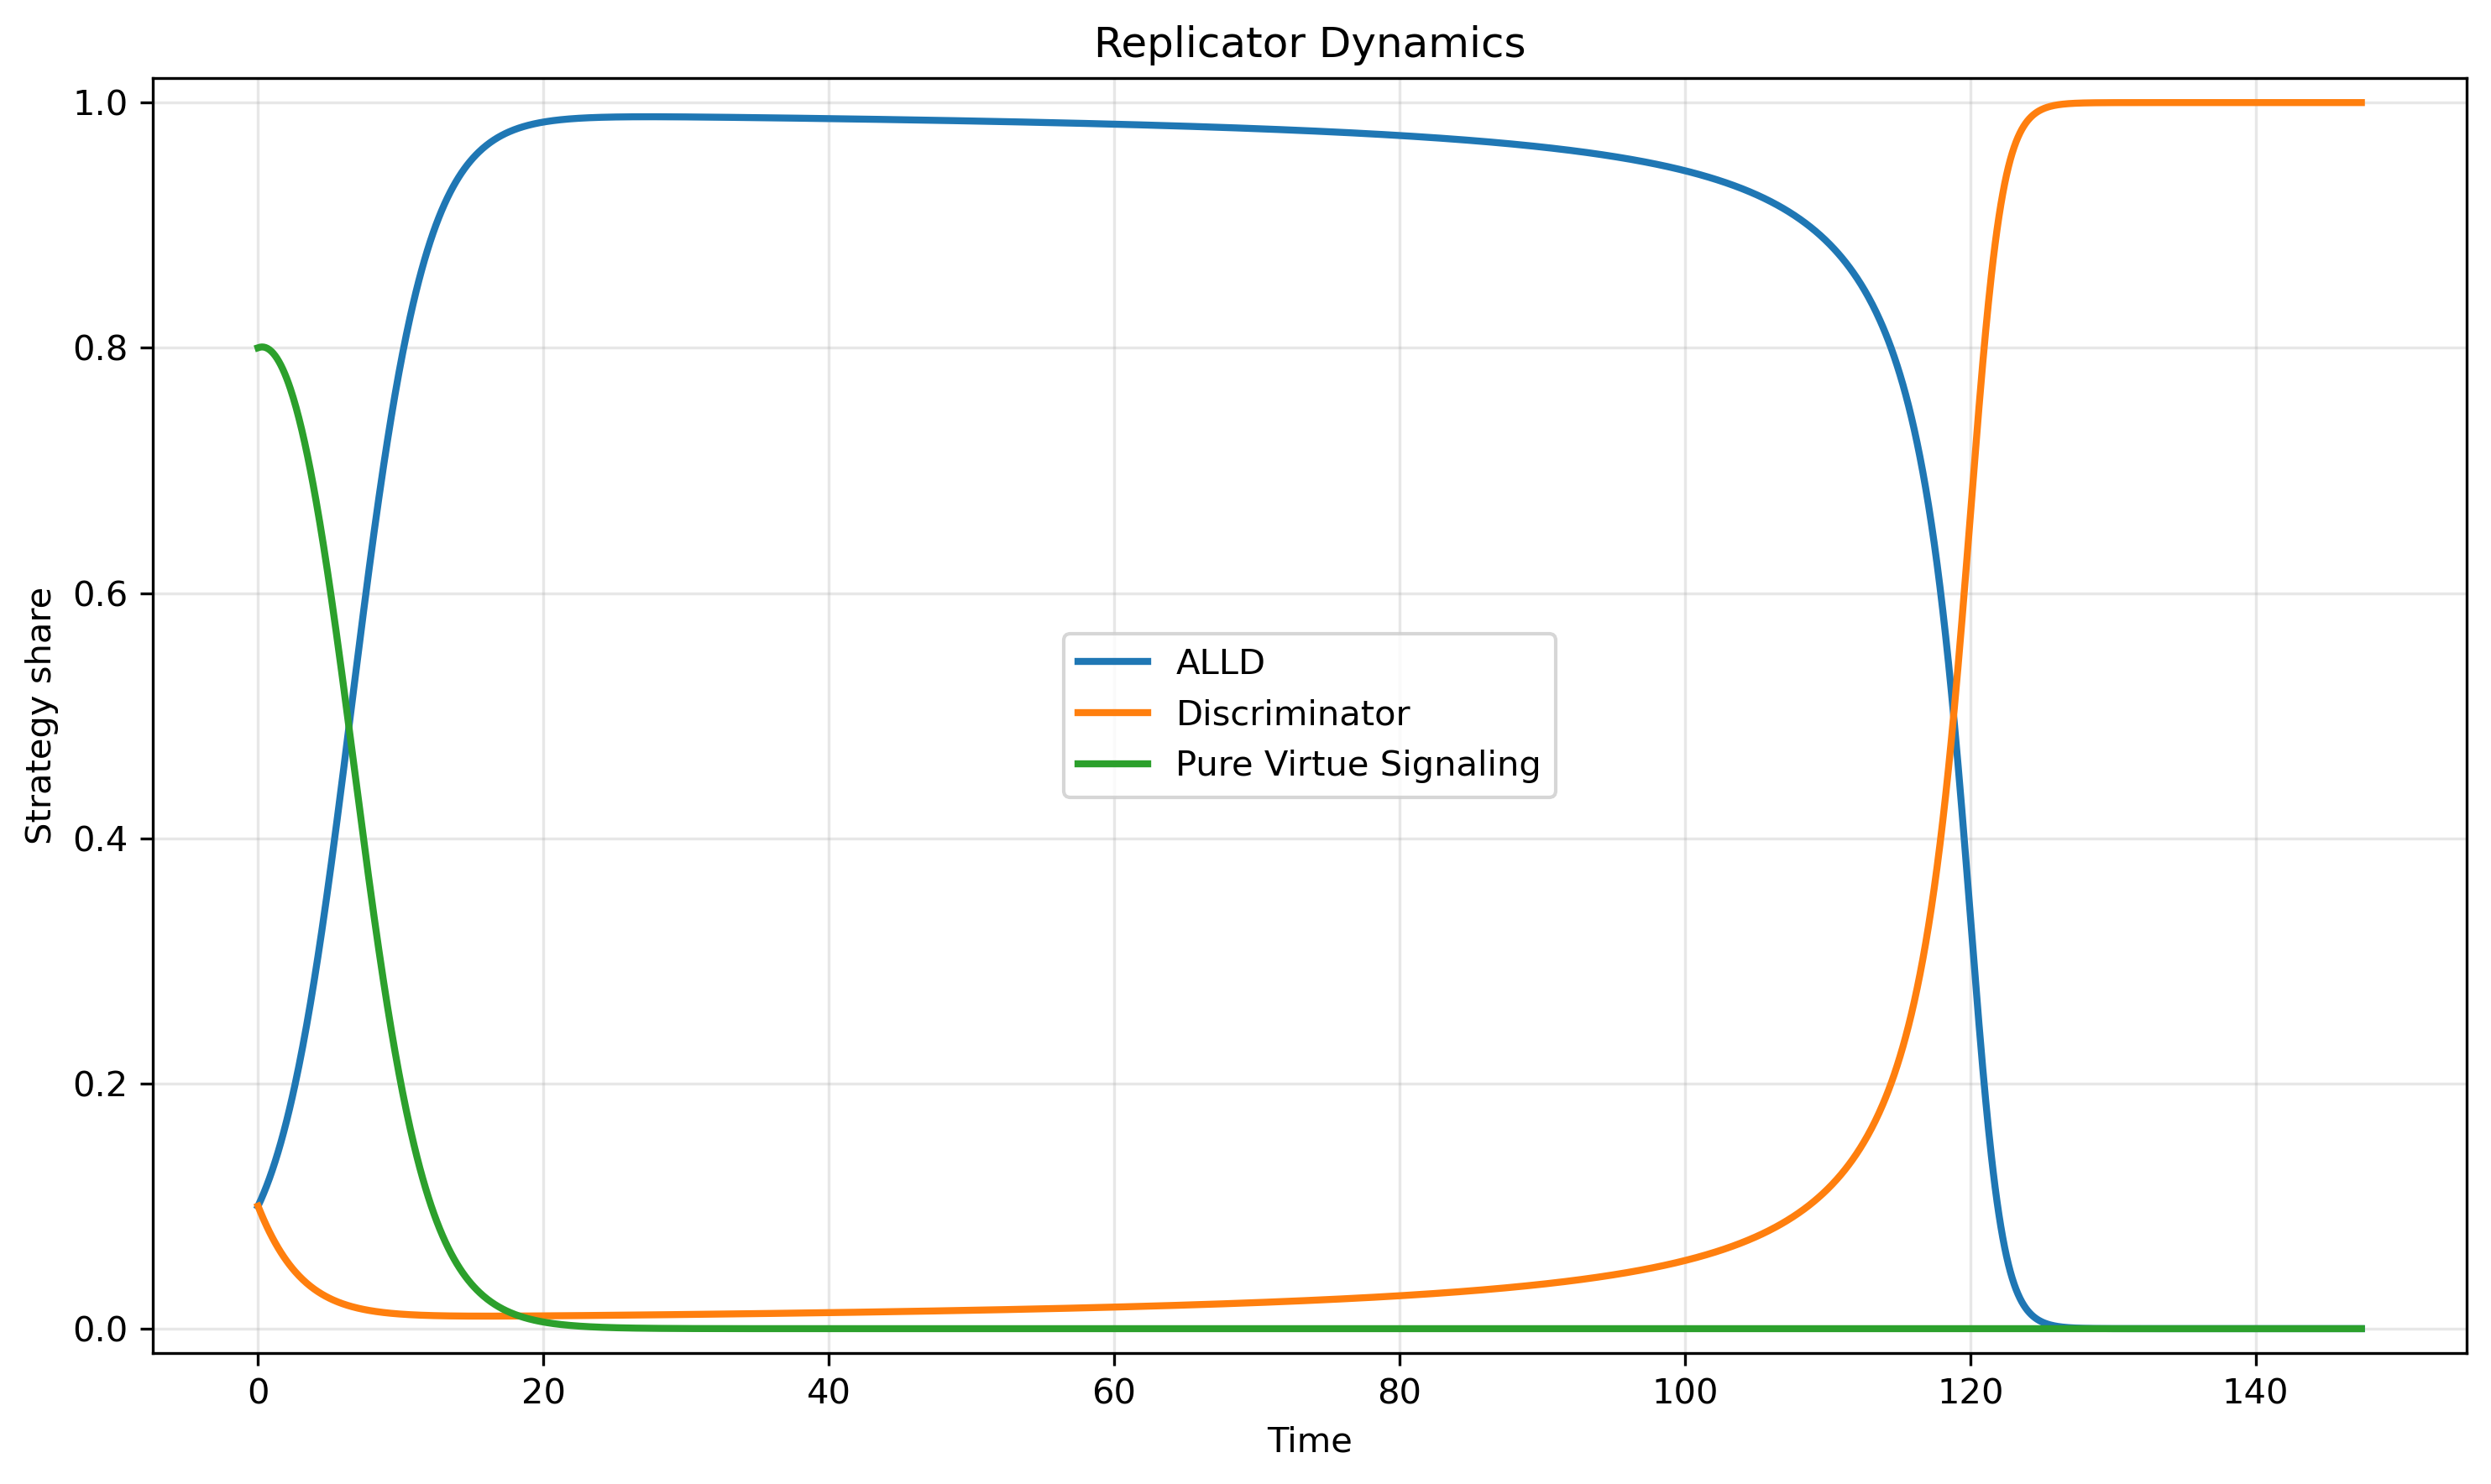 Replicator Dynamics
Strategy share
1.0
0.8
0.6
0.4
0.2
0.0
ALLD
Discriminator
Pure Virtue Signaling
0 20 40 60 80 100 120 140
Time